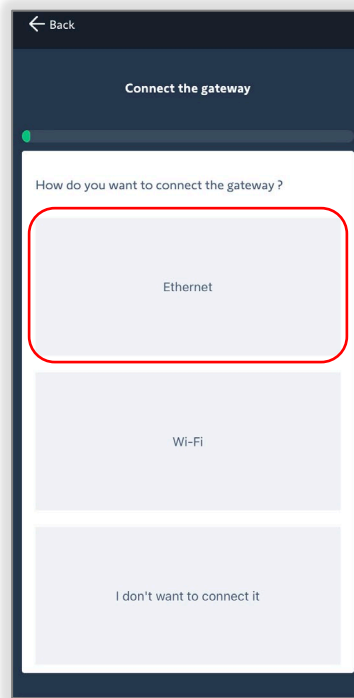 Back
Connect the gateway
How do you want to connect the gateway ?
Ethernet
Wi-Fi
I don't want to connect it